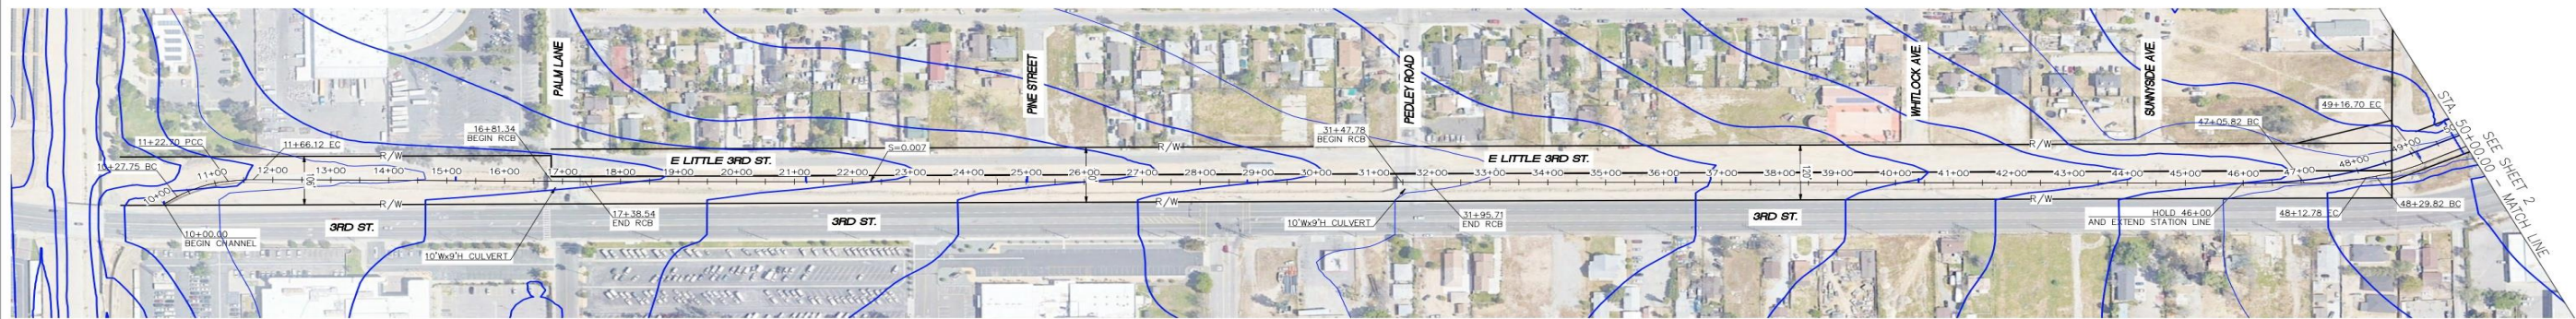 PALM LANE
PINE STREET
PEDLEY ROAD
WHITLOCK AVE.
SUNNYSIDE AVE.
STA. 50+00.00 - MATCH LINE
SEE SHEET 2
49+16.70 EC
47+05.82 BC
16+81.34
BEGIN RCB
31+47.78
BEGIN RCB
11+22.70 PCC
11+66.12 EC
10+27.75 BC
S=0.007
R/W
R/W
R/W
E LITTLE 3RD ST.
E LITTLE 3RD ST.
10+00
11+00
12+00
13+00
14+00
15+00
16+00
17+00
18+00
19+00
20+00
21+00
22+00
23+00
24+00
25+00
26+00
27+00
28+00
29+00
30+00
31+00
32+00
33+00
34+00
35+00
36+00
37+00
38+00
39+00
40+00
41+00
42+00
43+00
44+00
45+00
46+00
47+00
48+00
49+00
R/W
R/W
R/W
3RD ST.
3RD ST.
3RD ST.
10+00.00
BEGIN CHANNEL
17+38.54
END RCB
10'Wx9'H CULVERT
10'Wx9'H CULVERT
31+95.71
END RCB
HOLD 46+00
AND EXTEND STATION LINE
48+12.78 EC
48+29.82 BC